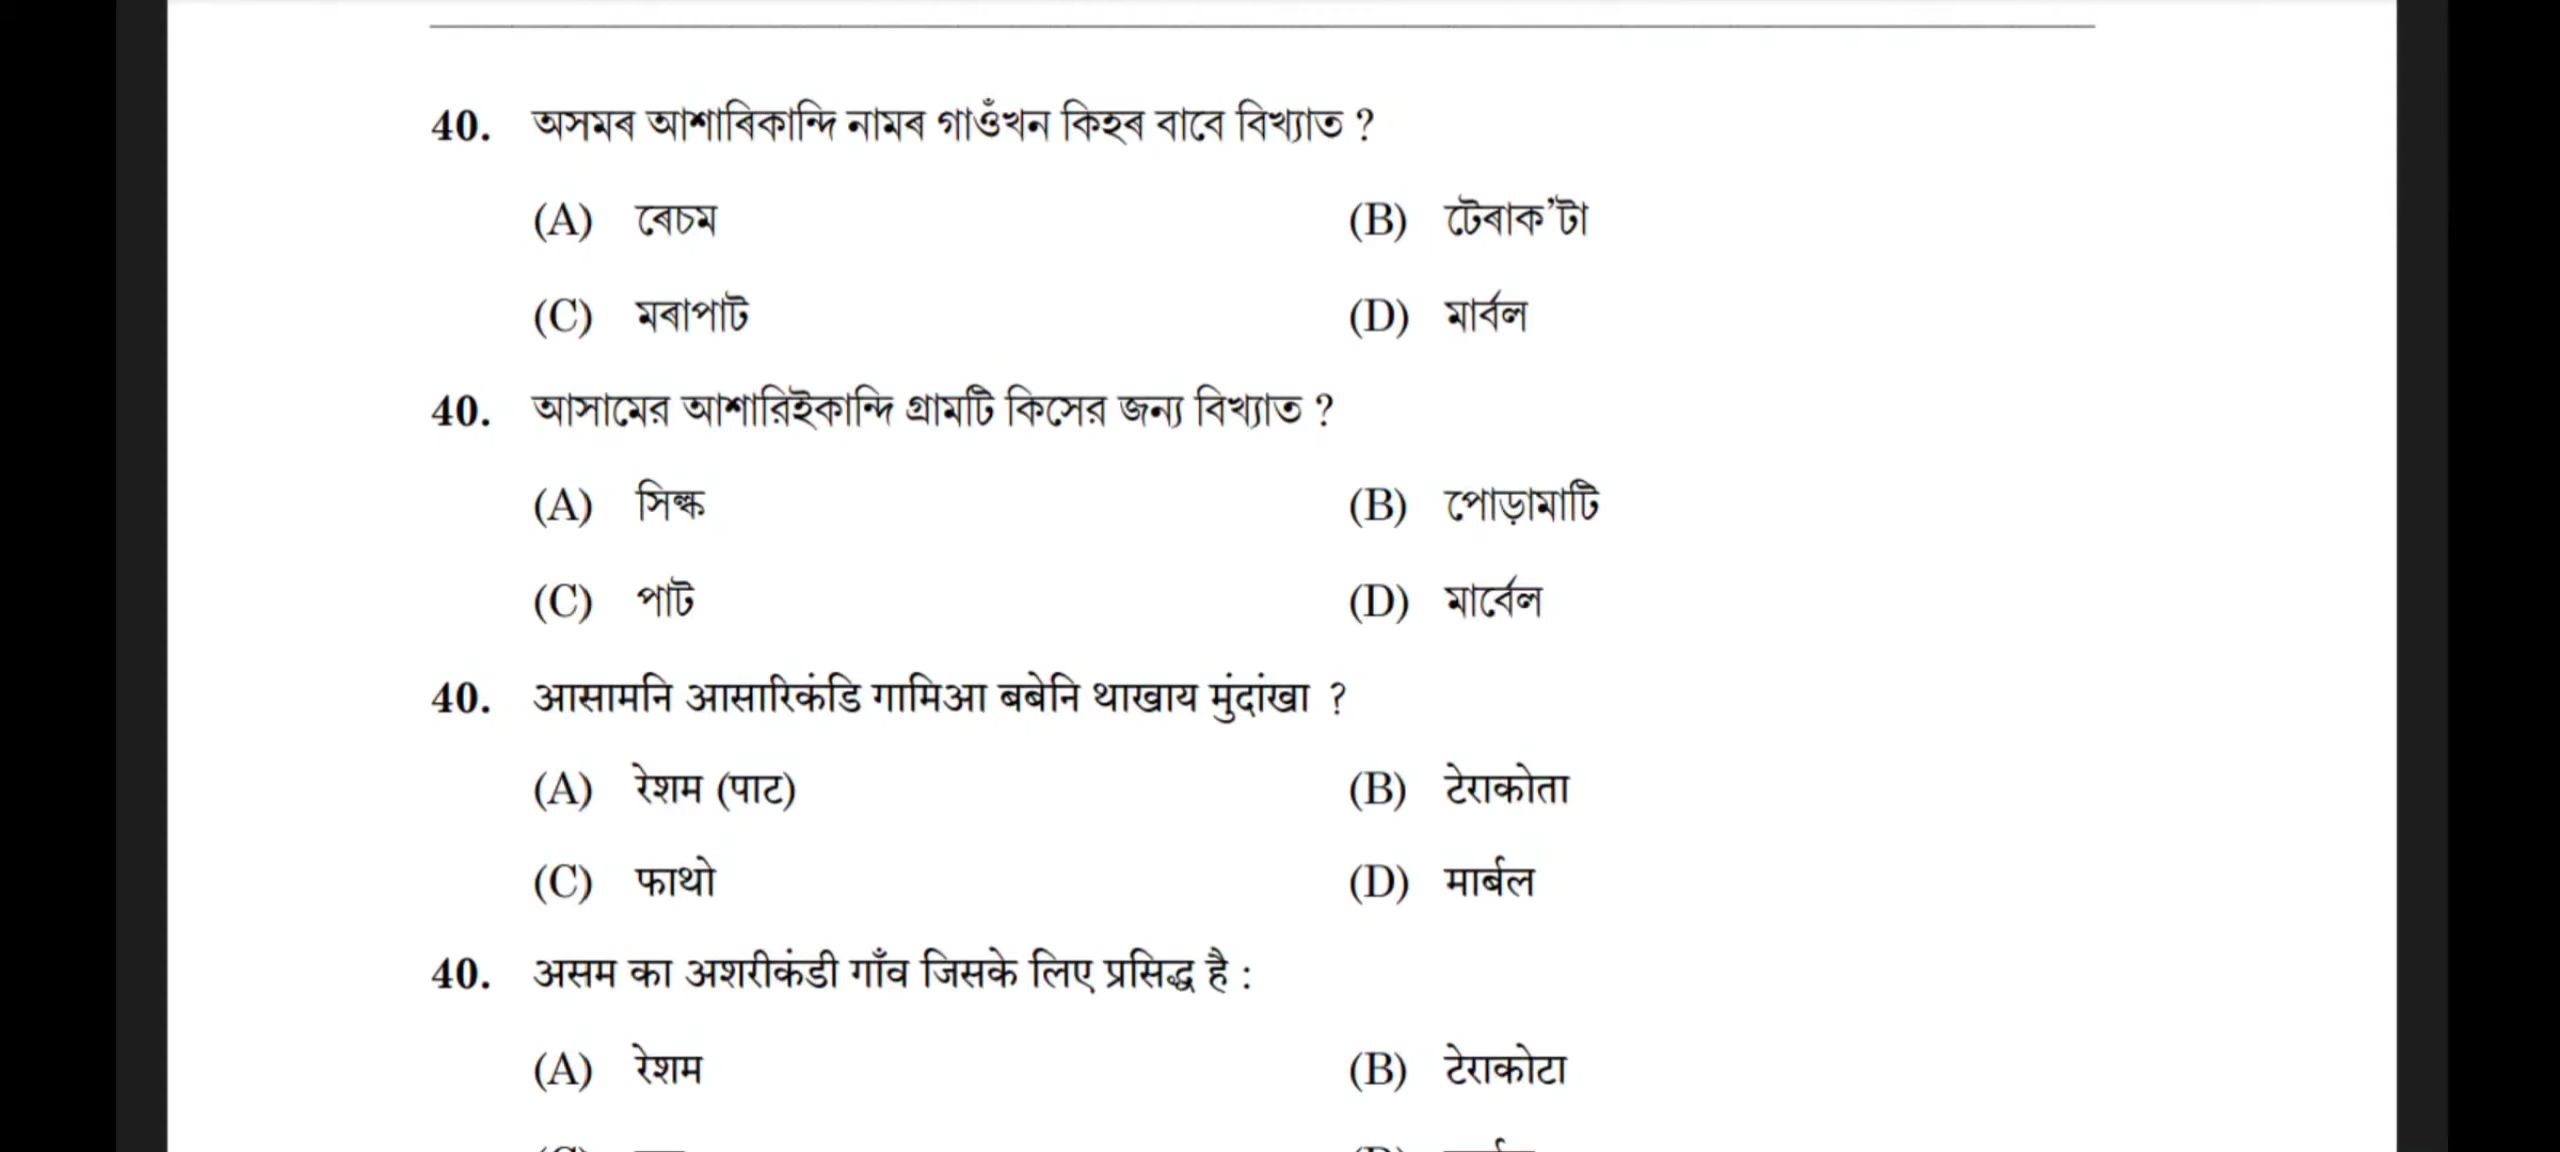 40. অসমৰ আশাৰিকান্দি নামৰ গাওঁখন কিহৰ বাবে বিখ্যাত ?
(A) ৰেচম (B) টেৰাক’টা
(C) মৰাপাট (D) মাৰ্বল
40. আসামের আশারিইকান্দি গ্রামটি কিসের জন্য বিখ্যাত ?
(A) সিল্ক (B) পোড়ামাটি
(C) পাট (D) মার্বেল
40. आसामनि आसारिकंडि गामिआ बबेनि थाखाय मुंदांखा ?
(A) रेशम (पाट) (B) टेराकोता
(C) फाथो (D) मार्बल
40. असम का अशरीकंडी गाँव जिसके लिए प्रसिद्ध है :
(A) रेशम (B) टेराकोटा